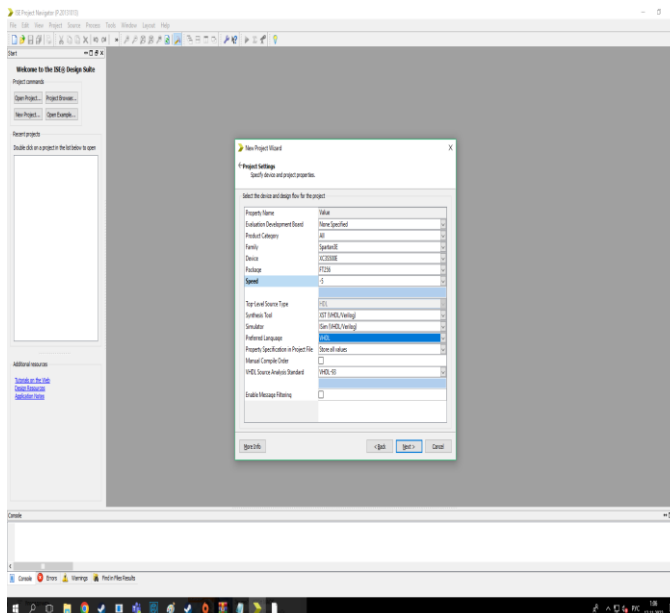 ISE Project Navigator (P.20131013)
File Edit View Project Source Process Tools Window Layout Help
Start
Welcome to the ISE® Design Suite
Project commands
Open Project... Project Browser...
New Project... Open Example...
Recent projects
Double click on a project in the list below to open
Additional resources
Tutorials on the Web
Design Resources
Application Notes
New Project Wizard
Project Settings
Specify device and project properties.
Select the device and design flow for the project
Property Name Value
Evaluation Development Board None Specified
Product Category All
Family Spartan3E
Device XC3S500E
Package FT256
Speed -5
Top-Level Source Type HDL
Synthesis Tool XST (VHDL/Verilog)
Simulator ISim (VHDL/Verilog)
Preferred Language VHDL
Property Specification in Project File Store all values
Manual Compile Order
VHDL Source Analysis Standard VHDL-93
Enable Message Filtering
More Info < Back Next > Cancel
Console
Console Errors Warnings Find in Files Results
РУС